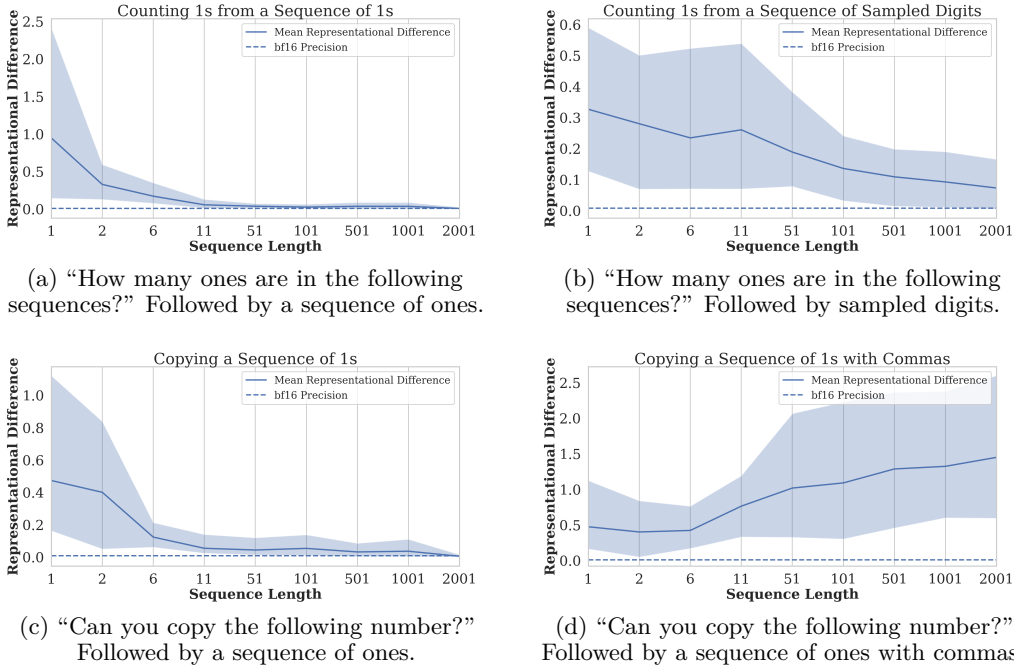 Counting 1s from a Sequence of 1s
Representational Difference
2.5
2.0
1.5
1.0
0.5
0.0
Mean Representational Difference
bf16 Precision
1 2 6 11 51 101 501 1001 2001
Sequence Length
(a) “How many ones are in the following
sequences?” Followed by a sequence of ones.
Counting 1s from a Sequence of Sampled Digits
Representational Difference
0.6
0.5
0.4
0.3
0.2
0.1
0.0
Mean Representational Difference
bf16 Precision
1 2 6 11 51 101 501 1001 2001
Sequence Length
(b) “How many ones are in the following
sequences?” Followed by sampled digits.
Copying a Sequence of 1s
Representational Difference
1.0
0.8
0.6
0.4
0.2
0.0
Mean Representational Difference
bf16 Precision
1 2 6 11 51 101 501 1001 2001
Sequence Length
(c) “Can you copy the following number?”
Followed by a sequence of ones.
Copying a Sequence of 1s with Commas
Representational Difference
2.5
2.0
1.5
1.0
0.5
0.0
Mean Representational Difference
bf16 Precision
1 2 6 11 51 101 501 1001 2001
Sequence Length
(d) “Can you copy the following number?”
Followed by a sequence of ones with commas